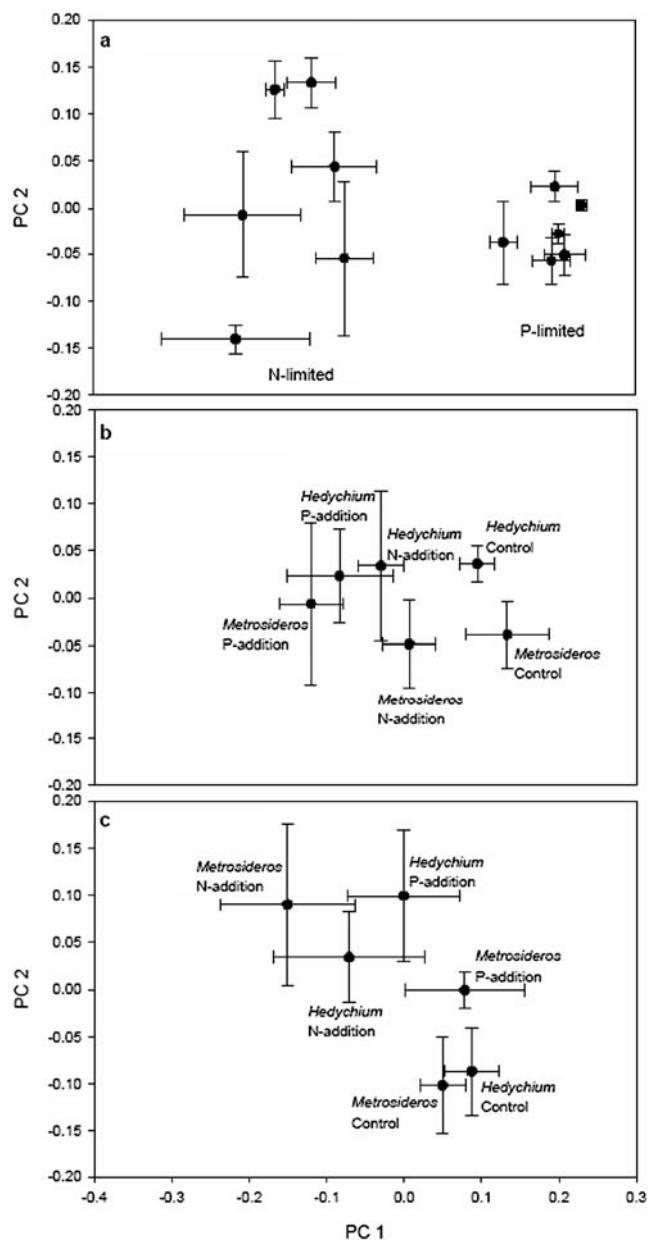 a
0.20
0.15
0.10
0.05
0.00
-0.05
-0.10
-0.15
-0.20
PC 2
N-limited
P-limited
b
0.20
0.15
0.10
0.05
0.00
-0.05
-0.10
-0.15
-0.20
PC 2
Hedychium
P-addition
Hedychium
N-addition
Hedychium
Control
Metrosideros
P-addition
Metrosideros
N-addition
Metrosideros
Control
c
0.20
0.15
0.10
0.05
0.00
-0.05
-0.10
-0.15
-0.20
PC 2
Metrosideros
N-addition
Hedychium
P-addition
Metrosideros
P-addition
Hedychium
N-addition
Metrosideros
Control
Hedychium
Control
-0.4
-0.3
-0.2
-0.1
0.0
0.1
0.2
0.3
PC 1